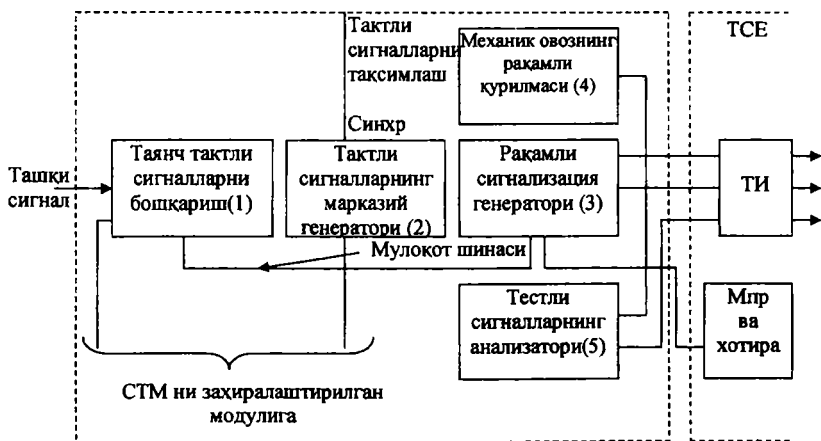 Тактли
сигналларни
тақсимлаш
Механик овознинг
рақамли
қурилмаси (4)
ТСЕ
Синхр
Ташқи
сигнал
Таянч тактли
сигналларни
бошқариш(1)
Тактли
сигналларнинг
марказий
генератори (2)
Рақамли
сигнализация
генератори (3)
ТИ
Мулоқот шинаси
Тестли
сигналларнинг
анализатори(5)
Мпр
ва
хотира
СТМ ни захиралаштирилган
модулига